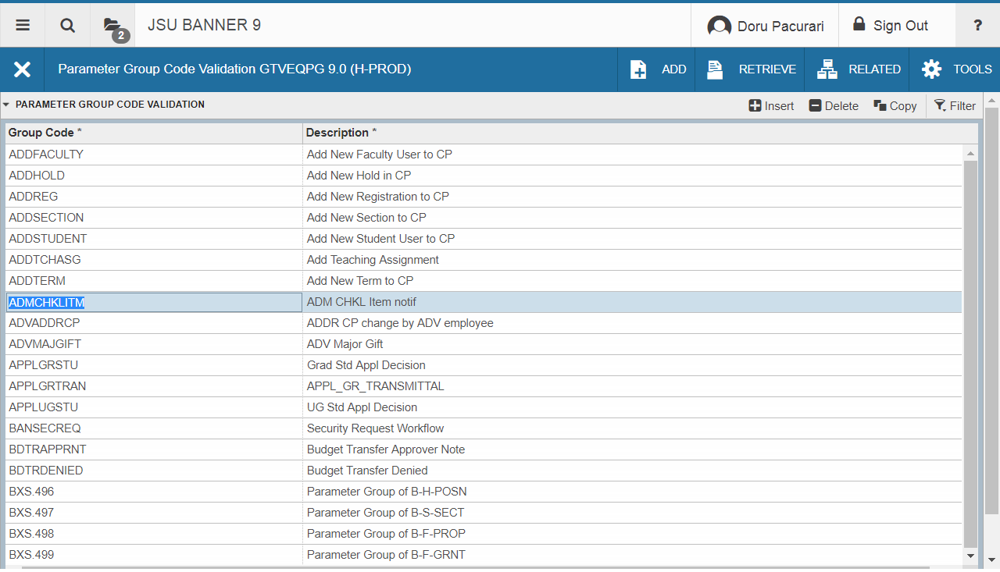 2
JSU BANNER 9
Doru Pacurari
Sign Out
?
Parameter Group Code Validation GTVEQPG 9.0 (H-PROD)
ADD
RETRIEVE
RELATED
TOOLS
PARAMETER GROUP CODE VALIDATION
Insert
Delete
Copy
Filter
Group Code * Description *
ADDFACULTY Add New Faculty User to CP
ADDHOLD Add New Hold in CP
ADDREG Add New Registration to CP
ADDSECTION Add New Section to CP
ADDSTUDENT Add New Student User to CP
ADDTCHASG Add Teaching Assignment
ADDTERM Add New Term to CP
ADMCHKLITM ADM CHKL Item notif
ADVADDRCP ADDR CP change by ADV employee
ADVMAJGIFT ADV Major Gift
APPLGRSTU Grad Std Appl Decision
APPLGRTRAN APPL_GR_TRANSMITTAL
APPLUGSTU UG Std Appl Decision
BANSECREQ Security Request Workflow
BDTRAPPRNT Budget Transfer Approver Note
BDTRDENIED Budget Transfer Denied
BXS.496 Parameter Group of B-H-POSN
BXS.497 Parameter Group of B-S-SECT
BXS.498 Parameter Group of B-F-PROP
BXS.499 Parameter Group of B-F-GRNT